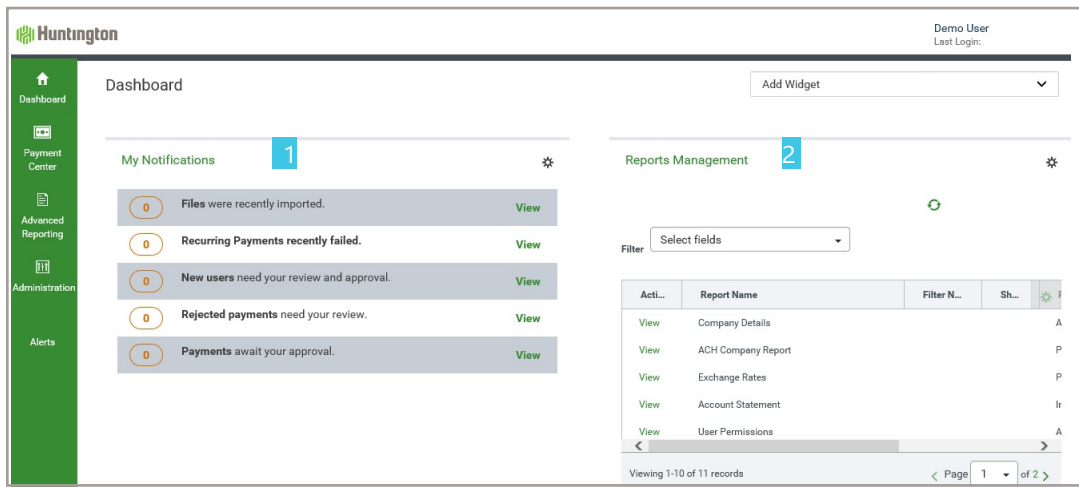 Huntington
Demo User
Last Login:
Dashboard
Payment
Center
Advanced
Reporting
Administration
Alerts
Dashboard
Add Widget
My Notifications
1
0 Files were recently imported. View
0 Recurring Payments recently failed. View
0 New users need your review and approval. View
0 Rejected payments need your review. View
0 Payments await your approval. View
Reports Management
2
Filter Select fields
Acti... Report Name Filter N... Sh...
View Company Details A
View ACH Company Report P
View Exchange Rates P
View Account Statement
View User Permissions A
Viewing 1-10 of 11 records Page 1 of 2